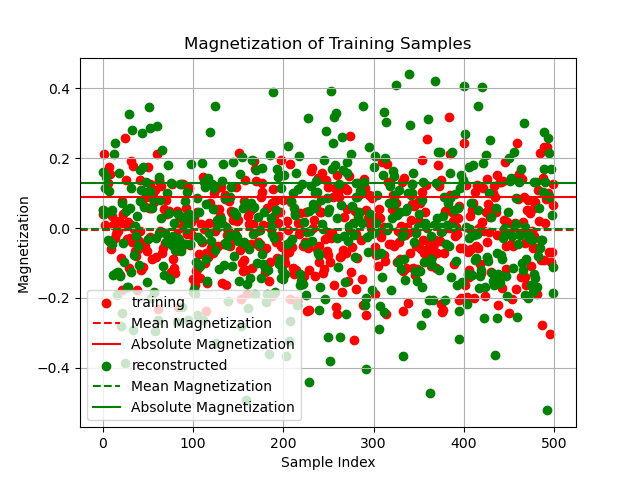 Magnetization of Training Samples
Magnetization
0.4
0.2
0.0
−0.2
−0.4
training
Mean Magnetization
Absolute Magnetization
reconstructed
Mean Magnetization
Absolute Magnetization
0 100 200 300 400 500
Sample Index